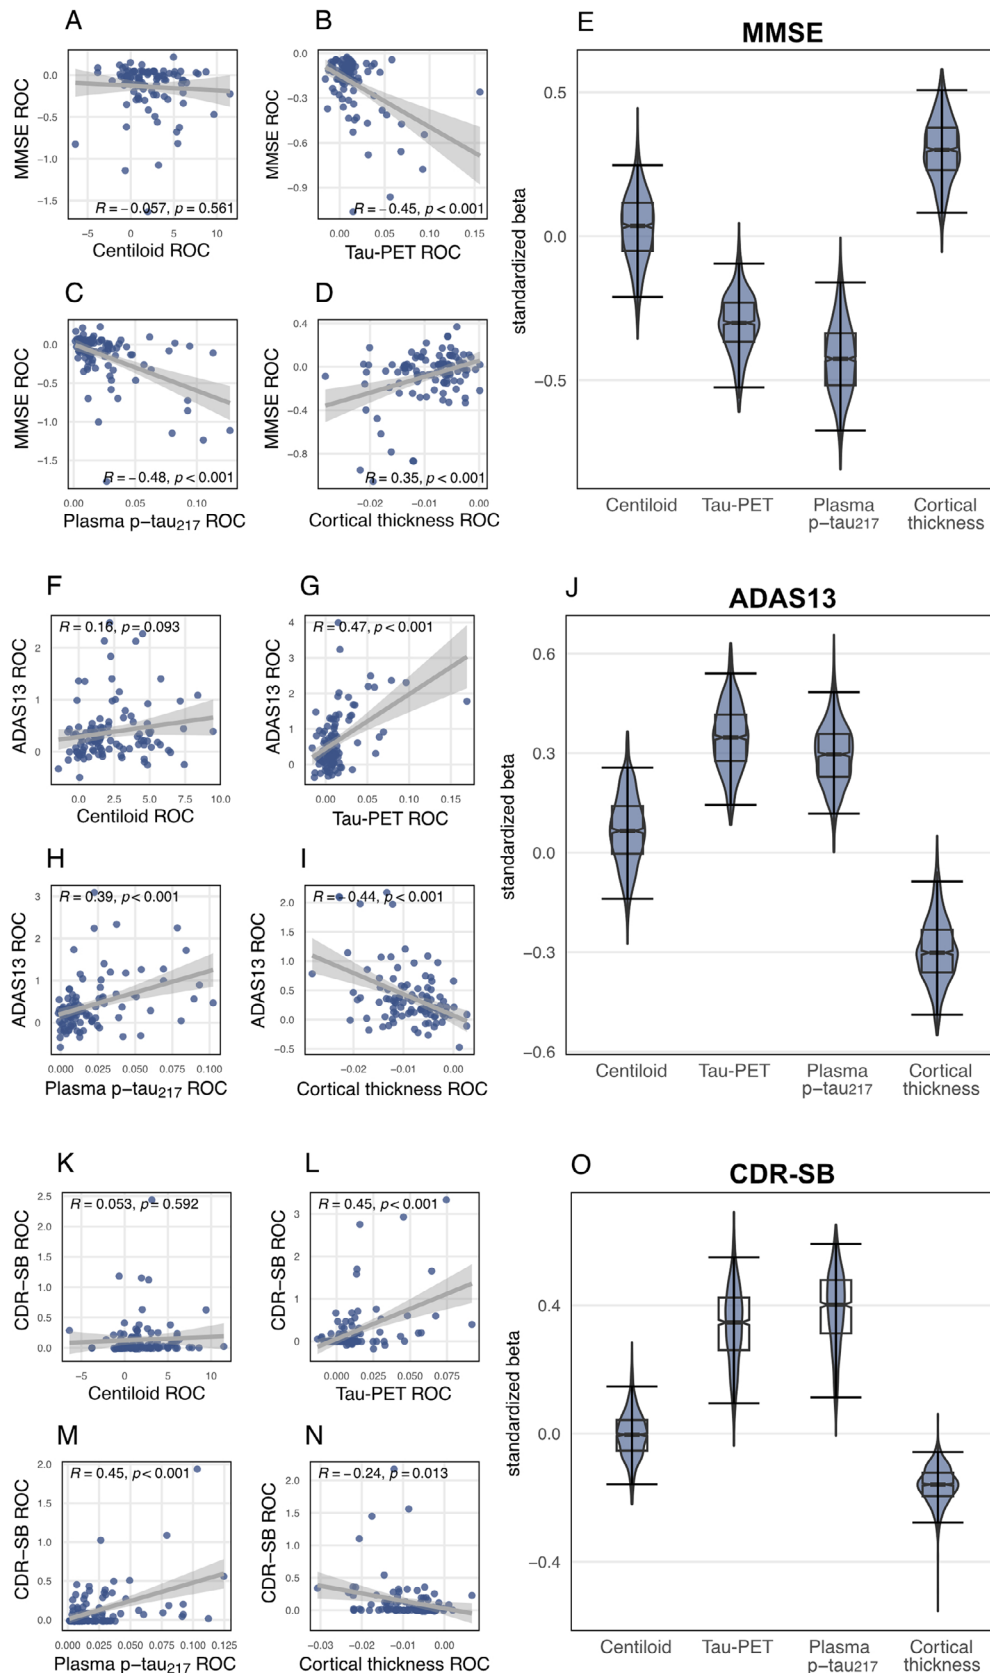 A
MMSE ROC
0.0
−0.5
−1.0
−1.5
R = −0.057, p = 0.561
−5 0 5 10
Centiloid ROC
B
MMSE ROC
0.0
−0.3
−0.6
−0.9
R = −0.45, p < 0.001
0.00 0.05 0.10 0.15
Tau-PET ROC
C
MMSE ROC
0.0
−0.5
−1.0
−1.5
R = −0.48, p < 0.001
0.00 0.05 0.10
Plasma p−tau217 ROC
D
MMSE ROC
0.4
0.0
−0.4
−0.8
R = 0.35, p < 0.001
−0.02 −0.01 0.00
Cortical thickness ROC
E
MMSE
standardized beta
0.5
0.0
−0.5
Centiloid Tau-PET Plasma Cortical
p−tau217 thickness
F
ADAS13 ROC
2
1
0
R = 0.16, p = 0.093
0.0 2.5 5.0 7.5 10.0
Centiloid ROC
G
ADAS13 ROC
4
3
2
1
0
R = 0.47, p < 0.001
0.00 0.05 0.10 0.15
Tau-PET ROC
H
ADAS13 ROC
3
2
1
0
R = 0.39, p < 0.001
0.000 0.025 0.050 0.075 0.100
Plasma p−tau217 ROC
I
ADAS13 ROC
2.0
1.5
1.0
0.5
0.0
−0.5
R = −0.44, p < 0.001
−0.02 −0.01 0.00
Cortical thickness ROC
J
ADAS13
standardized beta
0.6
0.3
0.0
−0.3
−0.6
Centiloid Tau-PET Plasma Cortical
p−tau217 thickness
K
CDR−SB ROC
2.5
2.0
1.5
1.0
0.5
0.0
R = 0.053, p = 0.592
−5 0 5 10
Centiloid ROC
L
CDR−SB ROC
3
2
1
0
R = 0.45, p < 0.001
0.000 0.025 0.050 0.075
Tau-PET ROC
M
CDR−SB ROC
2.0
1.5
1.0
0.5
0.0
R = 0.45, p < 0.001
0.000 0.025 0.050 0.075 0.100 0.125
Plasma p−tau217 ROC
N
CDR−SB ROC
2.0
1.5
1.0
0.5
0.0
R = −0.24, p = 0.013
−0.03 −0.02 −0.01 0.00
Cortical thickness ROC
O
CDR−SB
standardized beta
0.4
0.0
−0.4
Centiloid Tau-PET Plasma Cortical
p−tau217 thickness